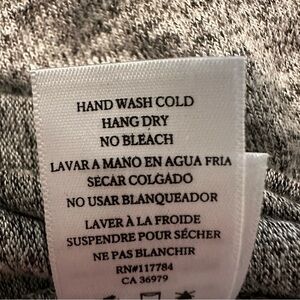 HAND WASH COLD
HANG DRY
NO BLEACH
LAVAR A MANO EN AGUA FRIA
SECAR COLGADO
NO USAR BLANQUEADOR
LAVER À LA FROIDE
SUSPENDRE POUR SÉCHER
NE PAS BLANCHIR
RN#117784
CA 36979